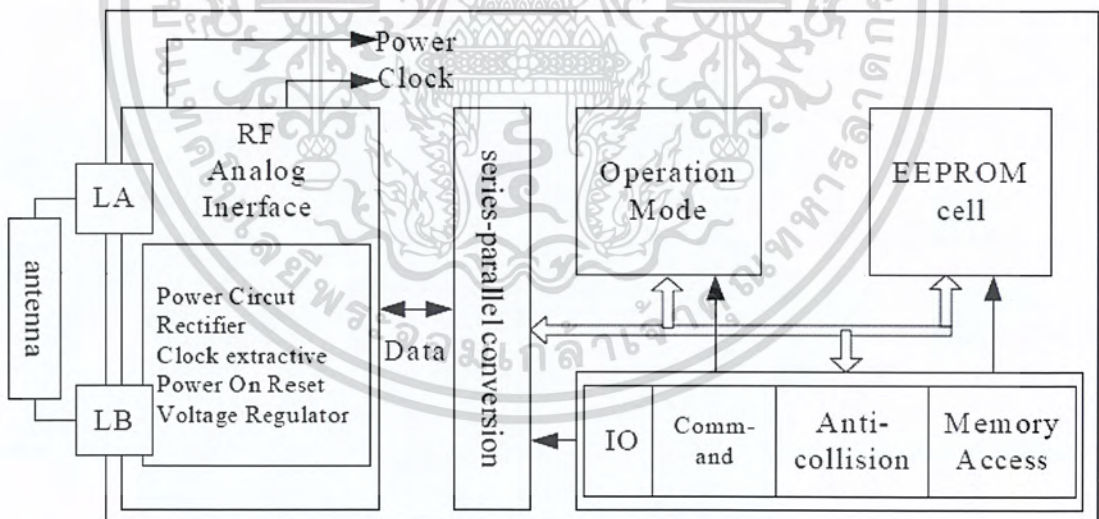 Power
Clock
RF
Analog
Inerface
LA
antenna
LB
Power Circut
Rectifier
Clock extractive
Power On Reset
Voltage Regulator
Data
series-parallel conversion
Operation
Mode
EEPROM
cell
IO
Comm-
and
Anti-
collision
Memory
Access